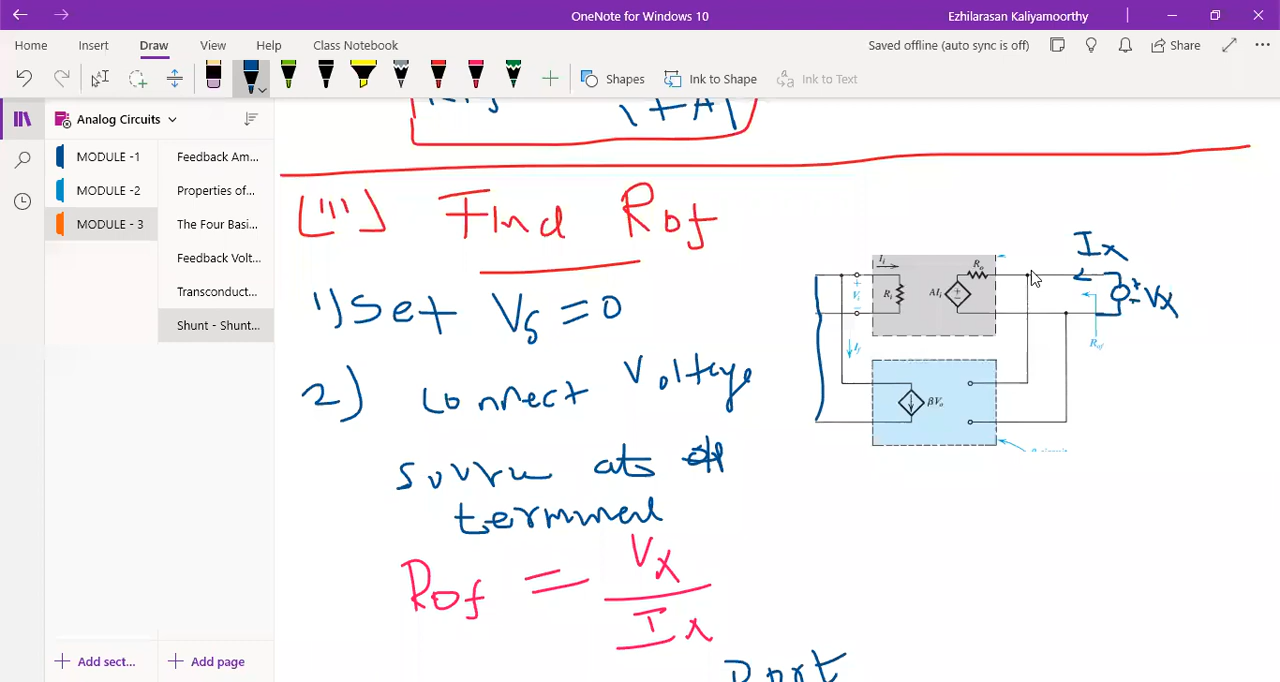 OneNote for Windows 10
Ezhilarasan Kaliyamoorthy
Home Insert Draw View Help Class Notebook
Saved offline (auto sync is off)
Share
Shapes
Ink to Shape
Ink to Text
Analog Circuits
MODULE -1
MODULE -2
MODULE - 3
Feedback Am...
Properties of...
The Four Basi...
Feedback Volt...
Transconduct...
Shunt - Shunt...
Add sect...
Add page
1 + Aβ
(III) Find Rof
1) Set Vs = 0
2) Connect Voltage
source at
terminal
Rof = Vx
Ix
Port
Ix
+
-
Vx
Ii
Ro
+
Vi
-
Ri
AIi
If
Rof
βVo